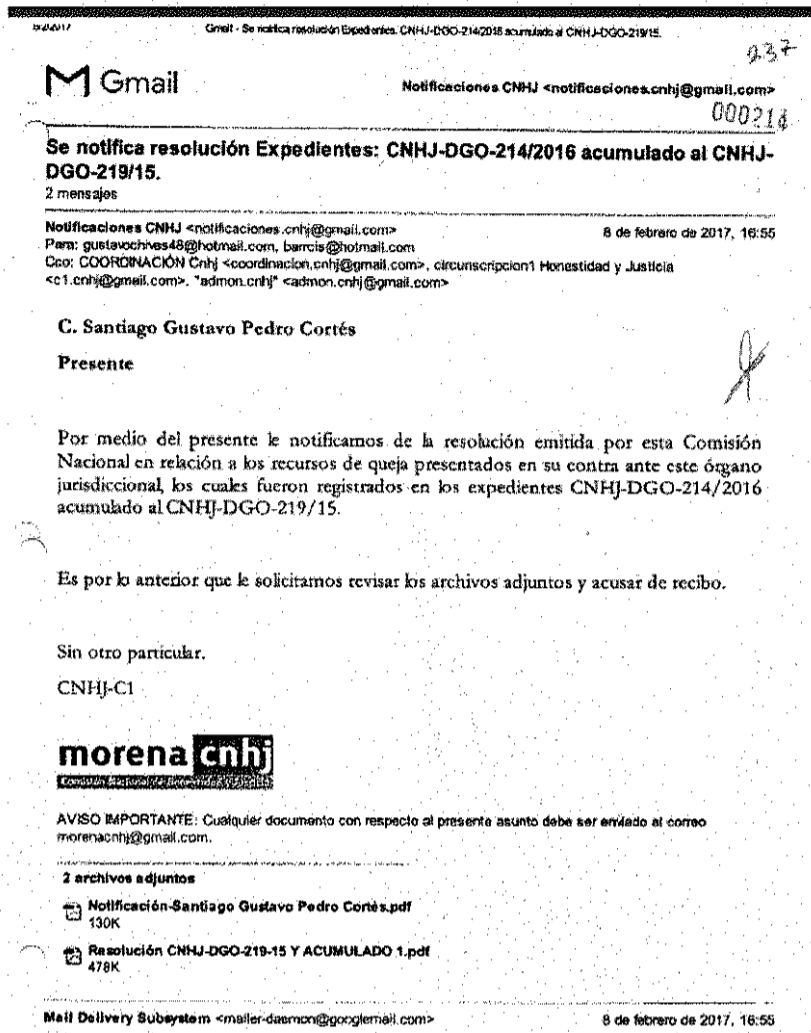 Gmail - Se notifica resolución Expedientes: CNHJ-DGO-214/2016 acumulado al CNHJ-DGO-219/15.
237
Gmail
Notificaciones CNHJ <notificaciones.cnhj@gmail.com>
000214
Se notifica resolución Expedientes: CNHJ-DGO-214/2016 acumulado al CNHJ-
DGO-219/15.
2 mensajes
Notificaciones CNHJ <notificaciones.cnhj@gmail.com>
8 de febrero de 2017, 16:55
Para: gustavochives48@hotmail.com, barrcis@hotmail.com
Cco: COORDINACIÓN Cnhj <coordinacion.cnhj@gmail.com>, circunscripcion1 Honestidad y Justicia
<c1.cnhj@gmail.com>, "admon.cnhj" <admon.cnhj@gmail.com>
C. Santiago Gustavo Pedro Cortés
Presente
Por medio del presente le notificamos de la resolución emitida por esta Comisión
Nacional en relación a los recursos de queja presentados en su contra ante este órgano
jurisdiccional, los cuales fueron registrados en los expedientes CNHJ-DGO-214/2016
acumulado al CNHJ-DGO-219/15.
Es por lo anterior que le solicitamos revisar los archivos adjuntos y acusar de recibo.
Sin otro particular.
CNHJ-C1
morena cnhj
AVISO IMPORTANTE: Cualquier documento con respecto al presente asunto debe ser enviado al correo
morenacnhj@gmail.com.
2 archivos adjuntos
Notificación-Santiago Gustavo Pedro Cortés.pdf
130K
Resolución CNHJ-DGO-219-15 Y ACUMULADO 1.pdf
478K
Mail Delivery Subsystem <mailer-daemon@googlemail.com>
8 de febrero de 2017, 16:55